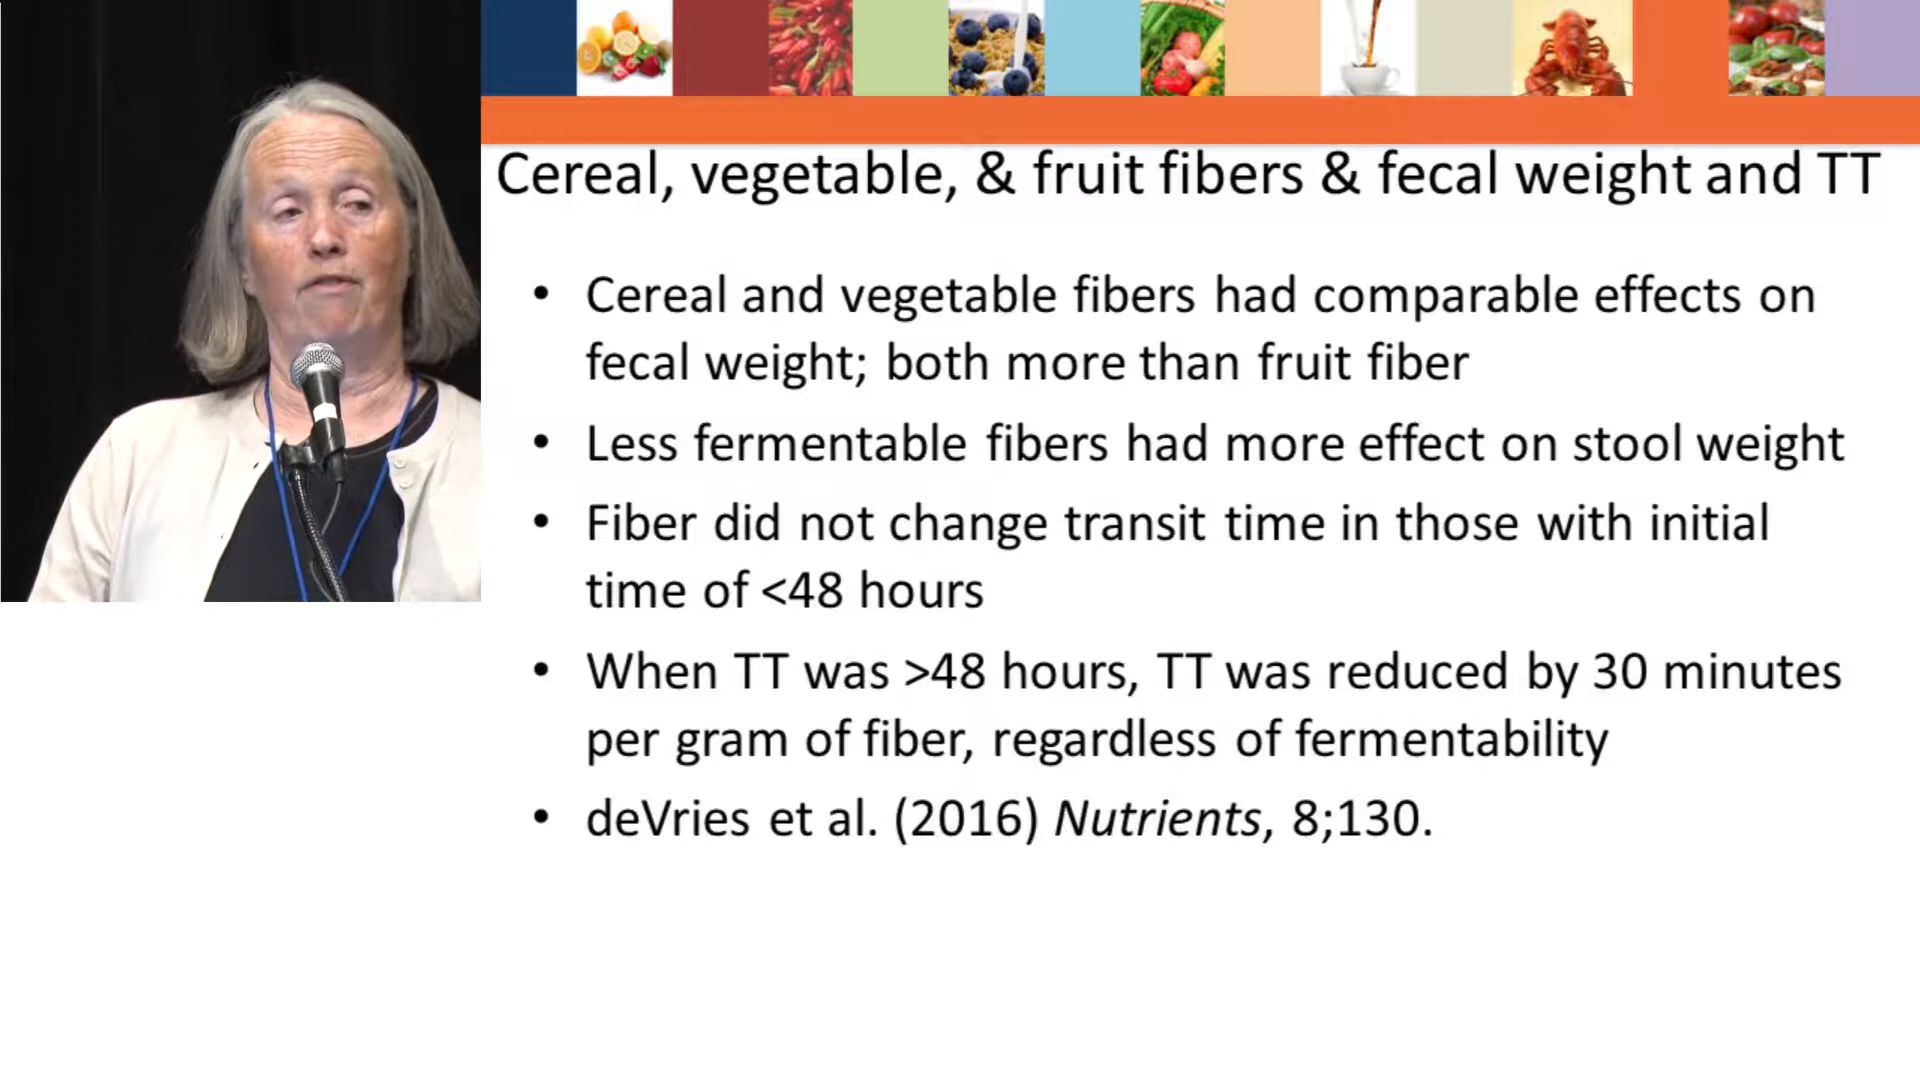 Cereal, vegetable, & fruit fibers & fecal weight and TT
• Cereal and vegetable fibers had comparable effects on
fecal weight; both more than fruit fiber
• Less fermentable fibers had more effect on stool weight
• Fiber did not change transit time in those with initial
time of <48 hours
• When TT was >48 hours, TT was reduced by 30 minutes
per gram of fiber, regardless of fermentability
• deVries et al. (2016) Nutrients, 8;130.